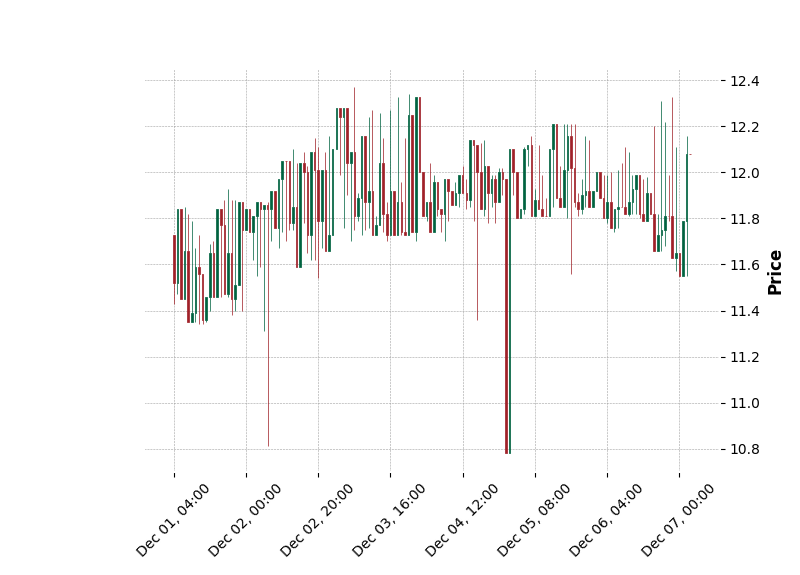 12.4
12.2
12.0
11.8
11.6
11.4
11.2
11.0
10.8
Price
Dec 01, 04:00
Dec 02, 00:00
Dec 02, 20:00
Dec 03, 16:00
Dec 04, 12:00
Dec 05, 08:00
Dec 06, 04:00
Dec 07, 00:00